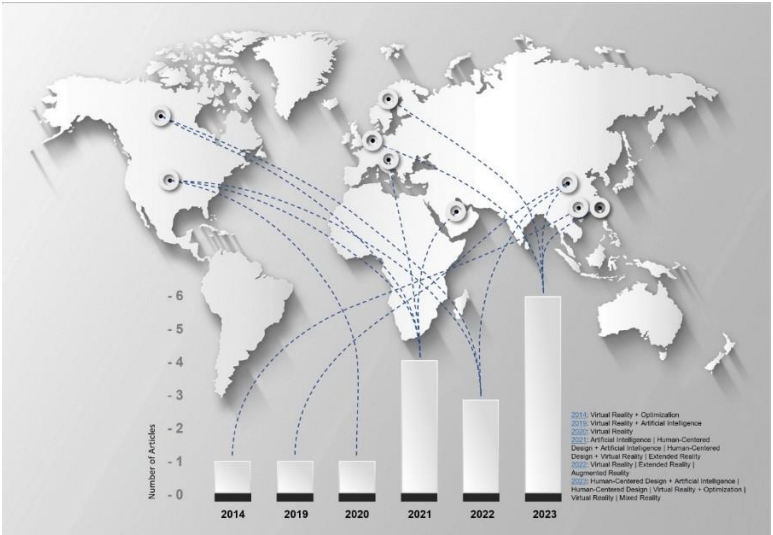 - 6
- 5
- 4
- 3
- 2
- 1
- 0
Number of Articles
2014
2019
2020
2021
2022
2023
2014: Virtual Reality + Optimization
2019: Virtual Reality + Artificial Intelligence
2020: Virtual Reality
2021: Artificial Intelligence | Human-Centered
Design + Artificial Intelligence | Human-Centered
Design + Virtual Reality | Extended Reality
2022: Virtual Reality | Extended Reality |
Augmented Reality
2023: Human-Centered Design + Artificial Intelligence |
Human-Centered Design | Virtual Reality + Optimization |
Virtual Reality | Mixed Reality